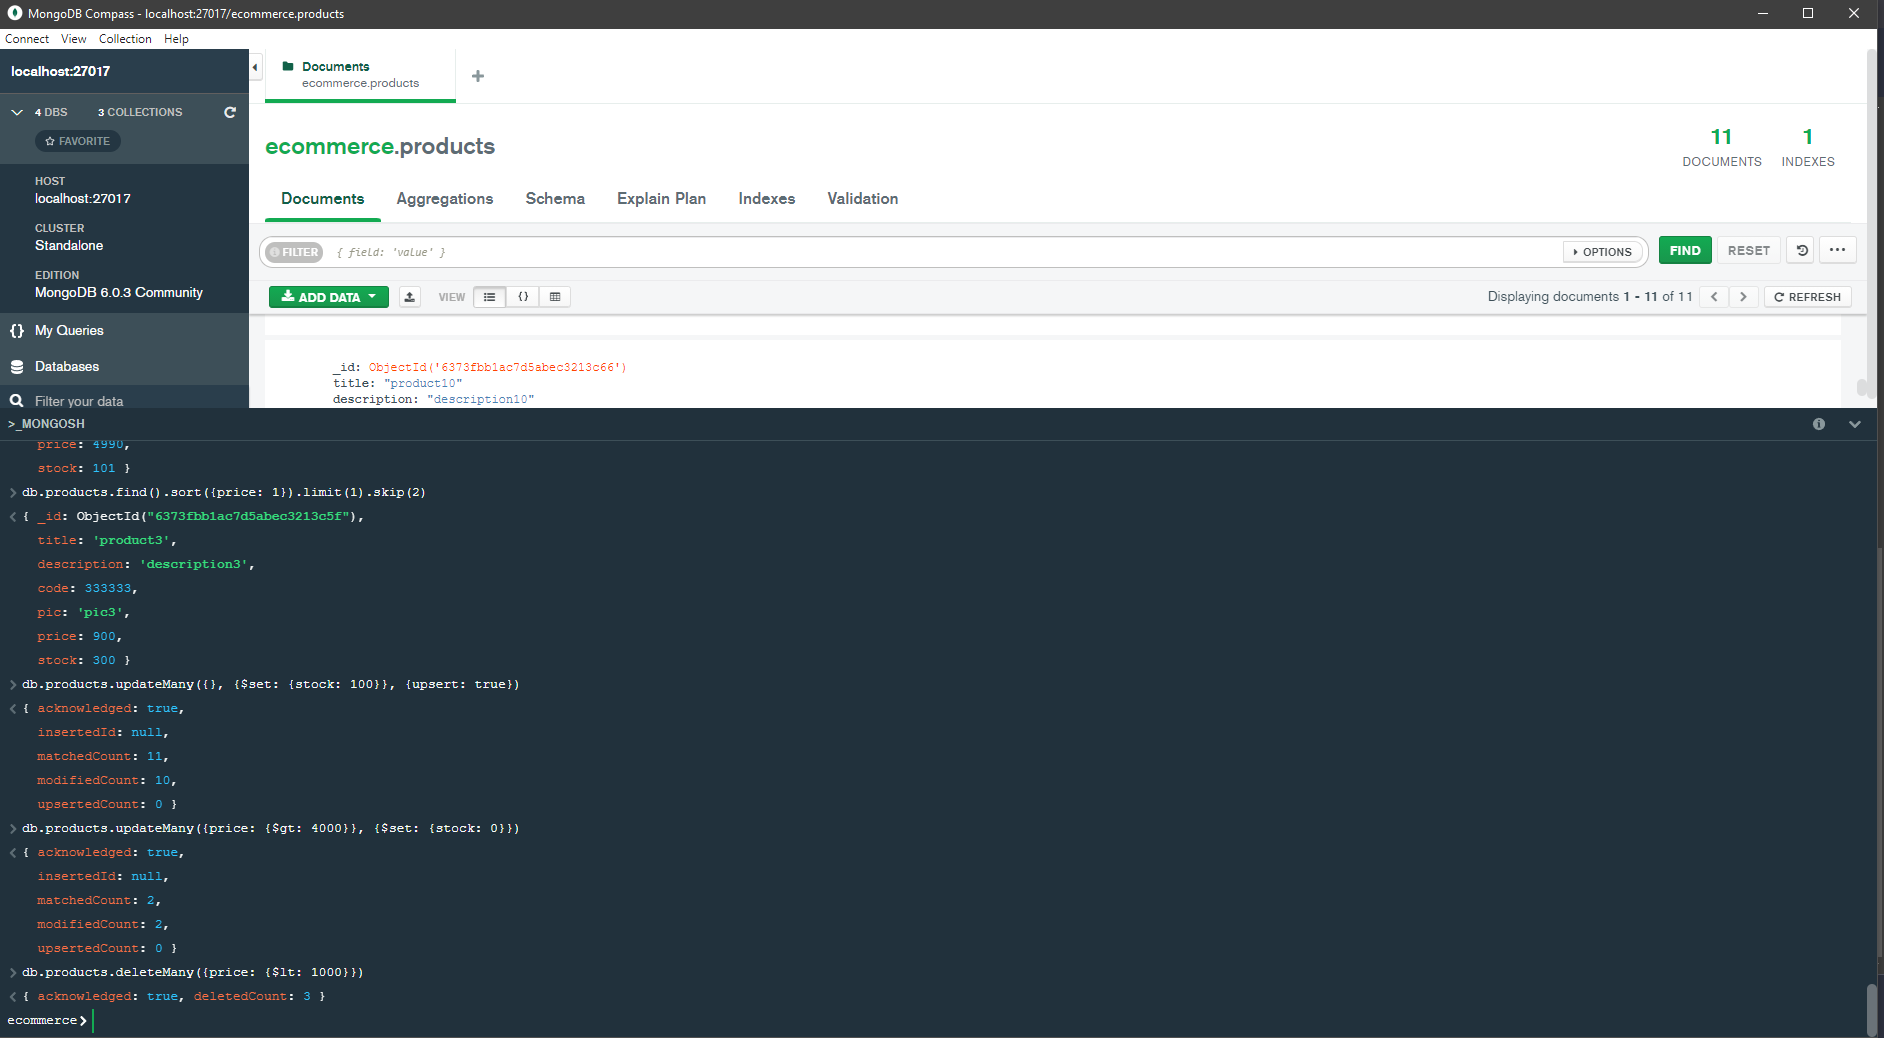 MongoDB Compass - localhost:27017/ecommerce.products
Connect View Collection Help
localhost:27017
4 DBS 3 COLLECTIONS
FAVORITE
HOST
localhost:27017
CLUSTER
Standalone
EDITION
MongoDB 6.0.3 Community
{} My Queries
Databases
Filter your data
Documents
ecommerce.products
+
ecommerce.products
11
DOCUMENTS
1
INDEXES
Documents Aggregations Schema Explain Plan Indexes Validation
FILTER { field: 'value' } OPTIONS FIND RESET ...
ADD DATA VIEW {} Displaying documents 1 - 11 of 11 < > REFRESH
_id: ObjectId('6373fbb1ac7d5abec3213c66')
title: "product10"
description: "description10"
>_MONGOSH
price: 4990,
stock: 101 }
> db.products.find().sort({price: 1}).limit(1).skip(2)
< { _id: ObjectId("6373fbb1ac7d5abec3213c5f"),
title: 'product3',
description: 'description3',
code: 333333,
pic: 'pic3',
price: 900,
stock: 300 }
> db.products.updateMany({}, {$set: {stock: 100}}, {upsert: true})
< { acknowledged: true,
insertedId: null,
matchedCount: 11,
modifiedCount: 10,
upsertedCount: 0 }
> db.products.updateMany({price: {$gt: 4000}}, {$set: {stock: 0}})
< { acknowledged: true,
insertedId: null,
matchedCount: 2,
modifiedCount: 2,
upsertedCount: 0 }
> db.products.deleteMany({price: {$lt: 1000}})
< { acknowledged: true, deletedCount: 3 }
ecommerce>